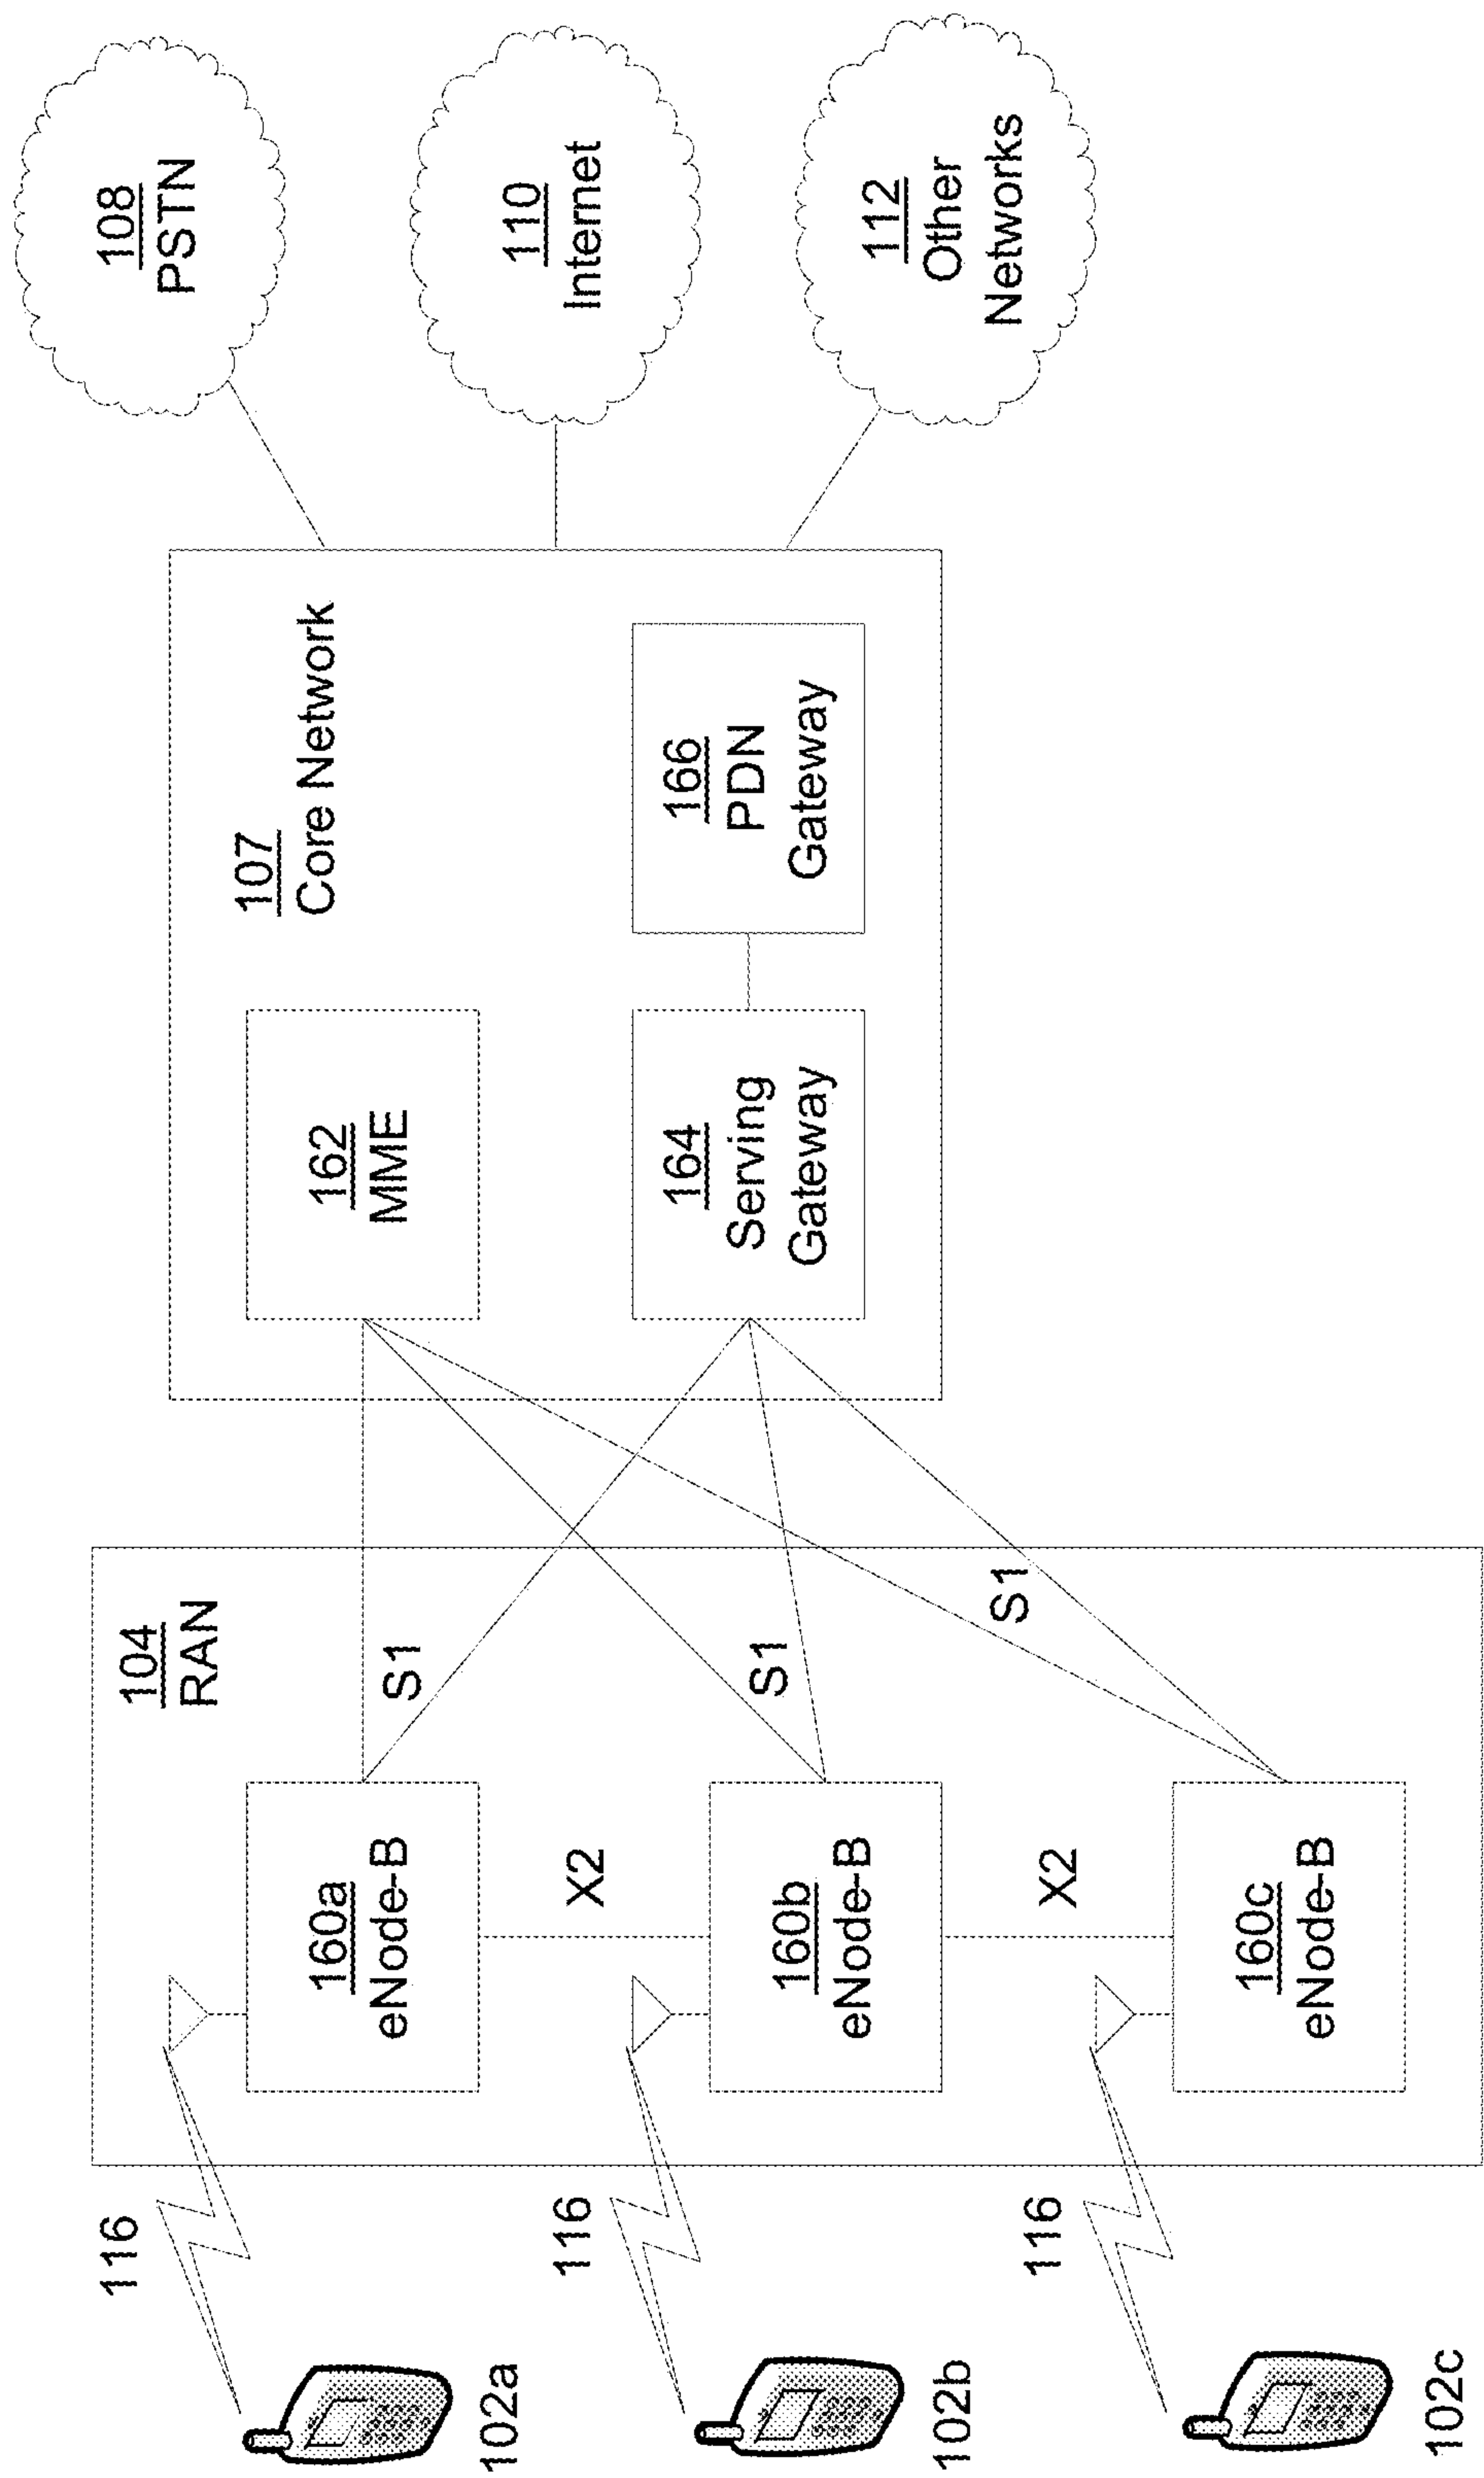 116
102a
116
102b
116
102c
104
RAN
160a
eNode-B
X2
160b
eNode-B
X2
160c
eNode-B
S1
S1
S1
107
Core Network
162
MME
164
Serving
Gateway
166
PDN
Gateway
108
PSTN
110
Internet
112
Other
Networks